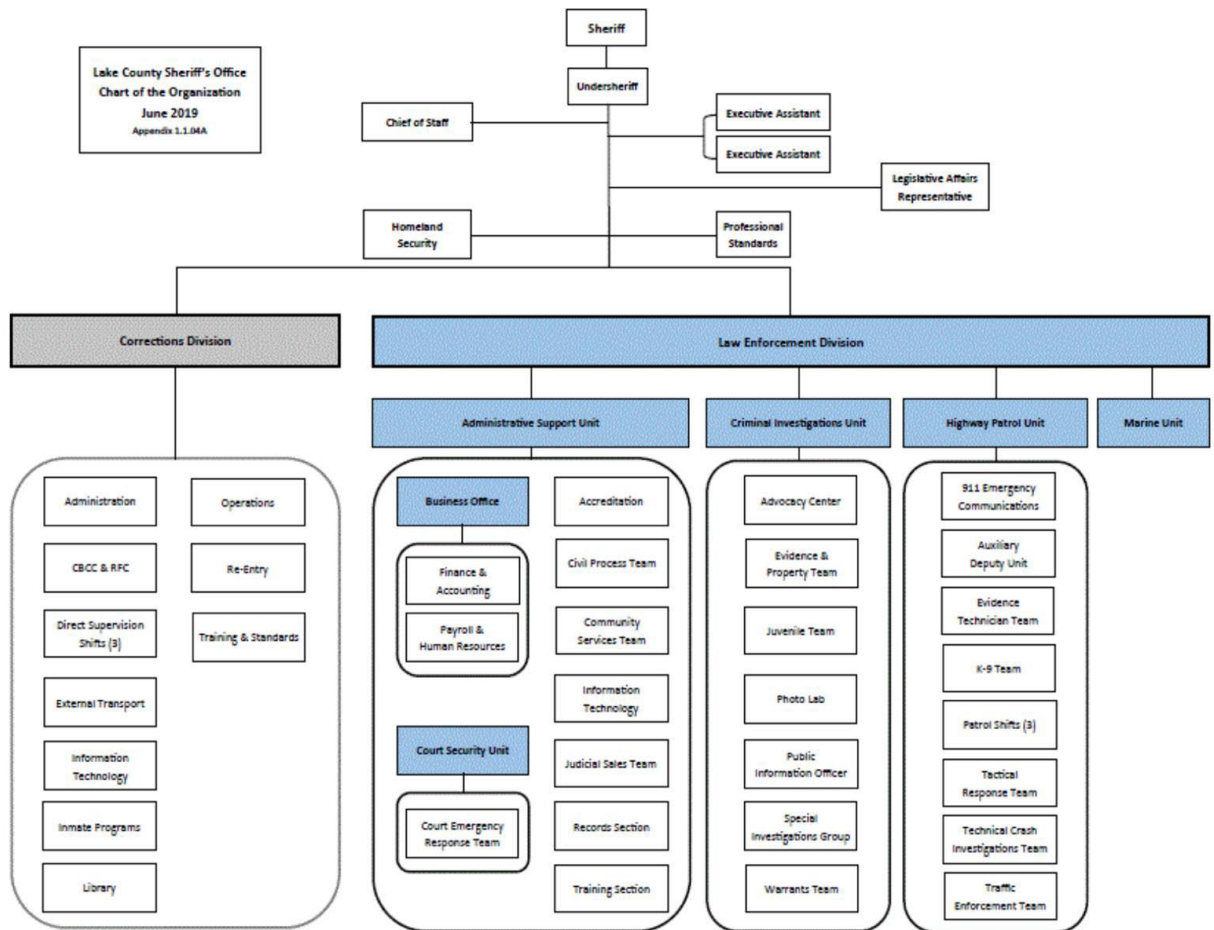 Sheriff
Lake County Sheriff's Office
Chart of the Organization
June 2019
Appendix 1.1.04A
Undersheriff
Chief of Staff
Executive Assistant
Executive Assistant
Legislative Affairs
Representative
Homeland
Security
Professional
Standards
Corrections Division
Administration
CBCC & RFC
Direct Supervision
Shifts (3)
External Transport
Information
Technology
Inmate Programs
Library
Operations
Re-Entry
Training & Standards
Law Enforcement Division
Administrative Support Unit
Business Office
Finance &
Accounting
Payroll &
Human Resources
Court Security Unit
Court Emergency
Response Team
Accreditation
Civil Process Team
Community
Services Team
Information
Technology
Judicial Sales Team
Records Section
Training Section
Criminal Investigations Unit
Advocacy Center
Evidence &
Property Team
Juvenile Team
Photo Lab
Public
Information Officer
Special
Investigations Group
Warrants Team
Highway Patrol Unit
911 Emergency
Communications
Auxiliary
Deputy Unit
Evidence
Technician Team
K-9 Team
Patrol Shifts (3)
Tactical
Response Team
Technical Crash
Investigations Team
Traffic
Enforcement Team
Marine Unit